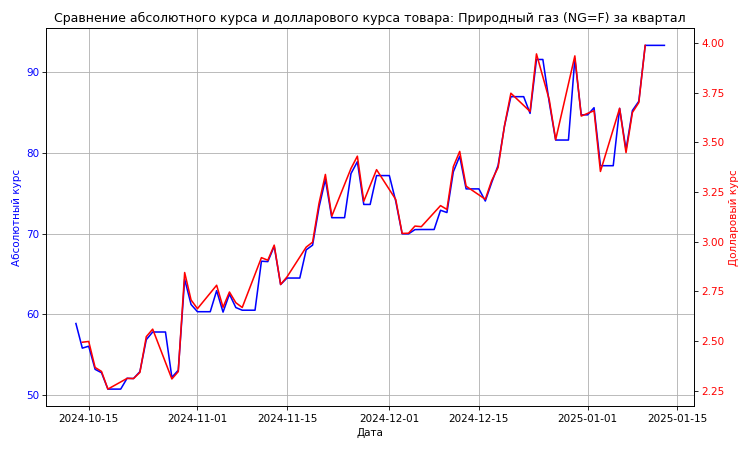 Сравнение абсолютного курса и долларового курса товара: Природный газ (NG=F) за квартал
4.00
90
3.75
80
3.50
3.25
70
3.00
60
2.75
2.50
50
2.25
Абсолютный курс
Долларовый курс
2024-10-15 2024-11-01 2024-11-15 2024-12-01 2024-12-15 2025-01-01 2025-01-15
Дата